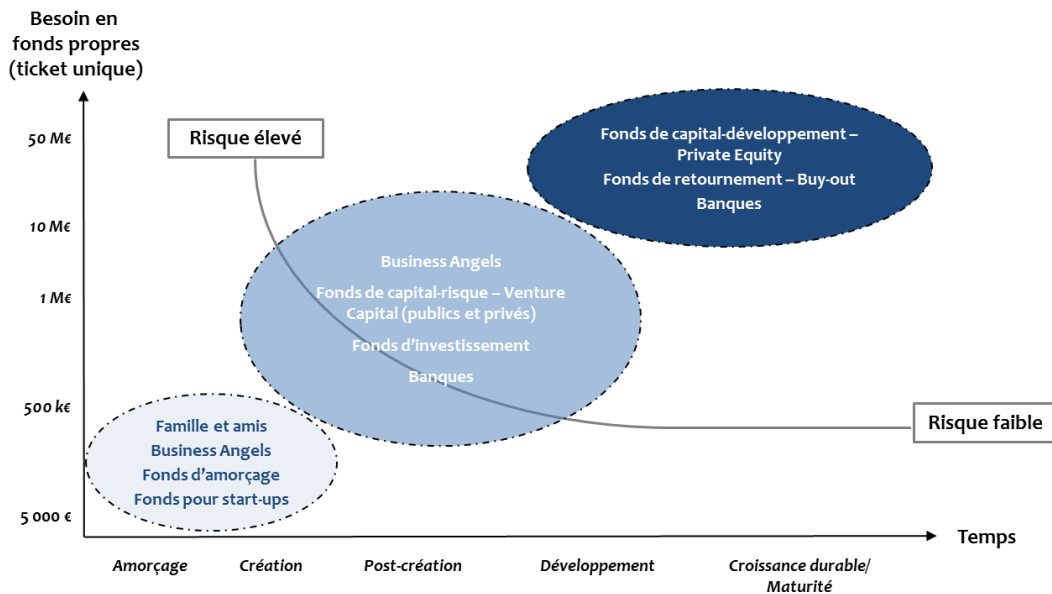 Besoin en
fonds propres
(ticket unique)
50 M€
10 M€
1 M€
500 k€
5 000 €
Risque élevé
Fonds de capital-développement –
Private Equity
Fonds de retournement – Buy-out
Banques
Business Angels
Fonds de capital-risque – Venture
Capital (publics et privés)
Fonds d'investissement
Banques
Famille et amis
Business Angels
Fonds d'amorçage
Fonds pour start-ups
Risque faible
Temps
Amorçage
Création
Post-création
Développement
Croissance durable/
Maturité